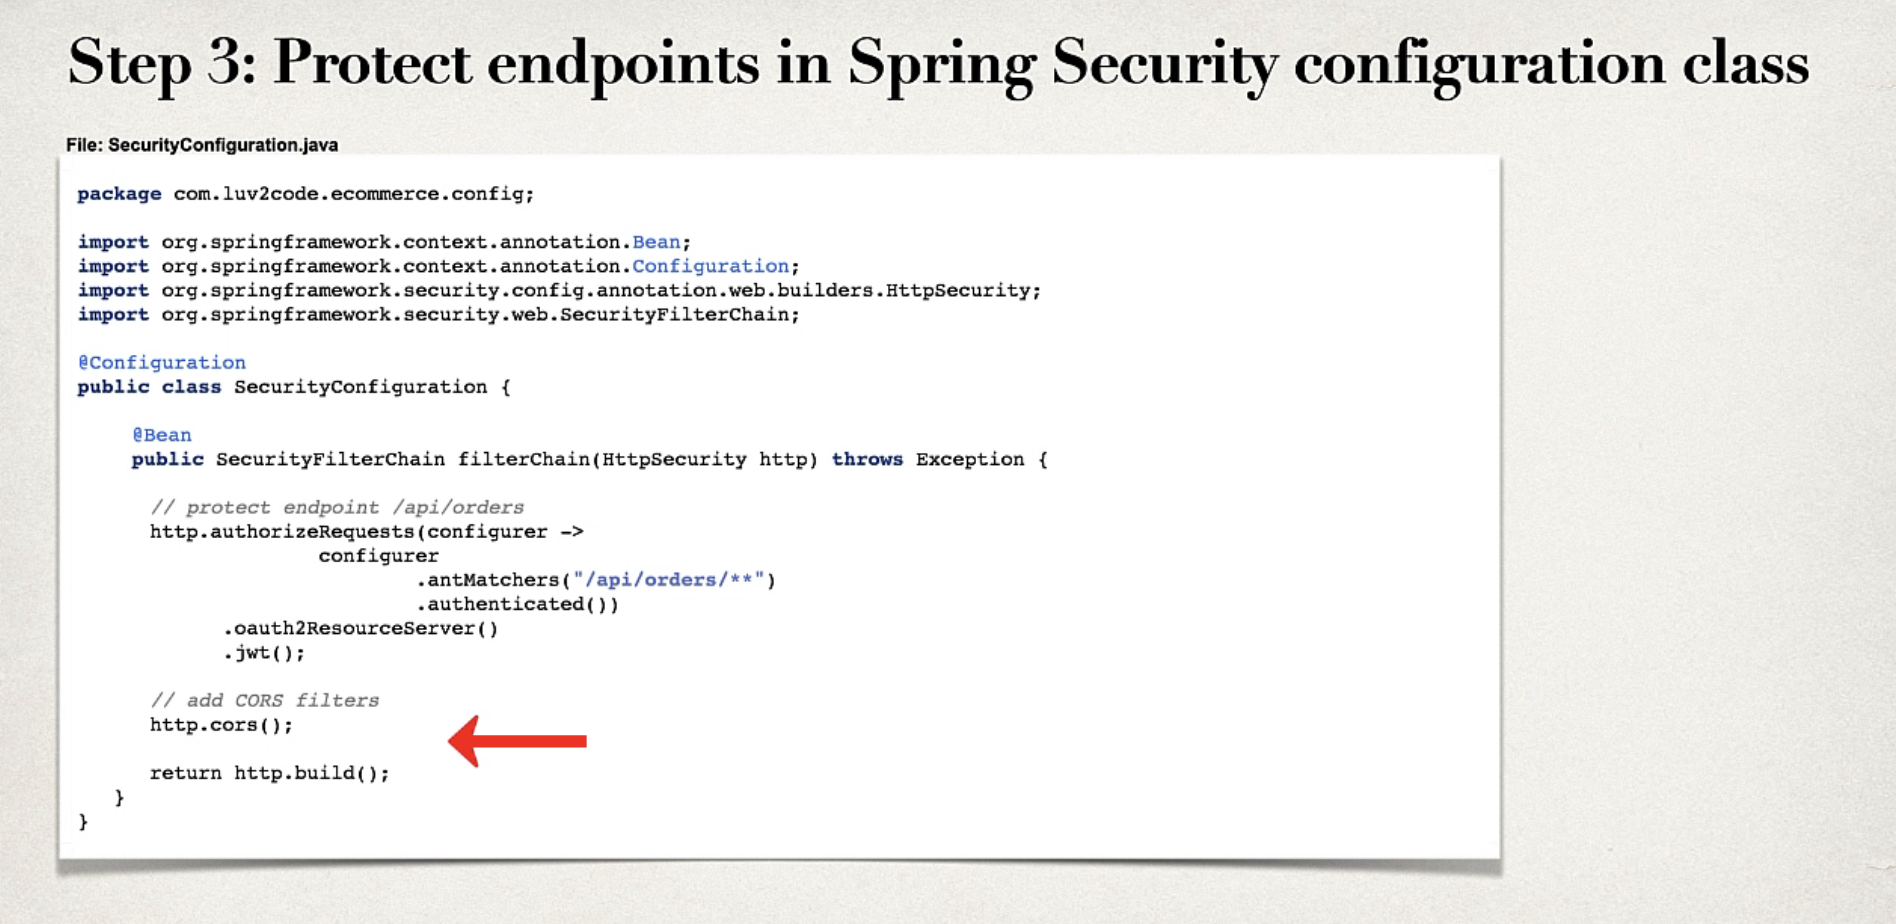 Step 3: Protect endpoints in Spring Security configuration class
File: SecurityConfiguration.java
package com.luv2code.ecommerce.config;
import org.springframework.context.annotation.Bean;
import org.springframework.context.annotation.Configuration;
import org.springframework.security.config.annotation.web.builders.HttpSecurity;
import org.springframework.security.web.SecurityFilterChain;
@Configuration
public class SecurityConfiguration {
@Bean
public SecurityFilterChain filterChain(HttpSecurity http) throws Exception {
// protect endpoint /api/orders
http.authorizeRequests(configurer ->
configurer
.antMatchers("/api/orders/**")
.authenticated())
.oauth2ResourceServer()
.jwt();
// add CORS filters
http.cors();
return http.build();
}
}